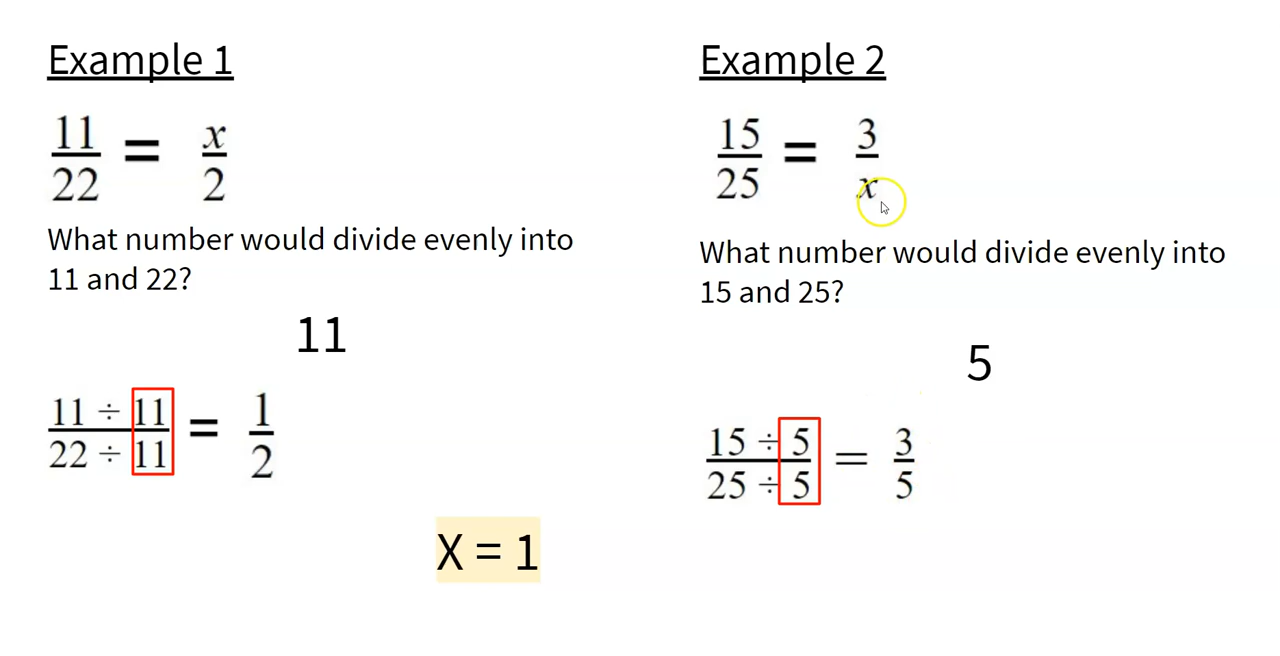 Example 1
11/22 = x/2
What number would divide evenly into
11 and 22?
11
11 ÷ 11/22 ÷ 11 = 1/2
X = 1
Example 2
15/25 = 3/x
What number would divide evenly into
15 and 25?
5
15 ÷ 5/25 ÷ 5 = 3/5